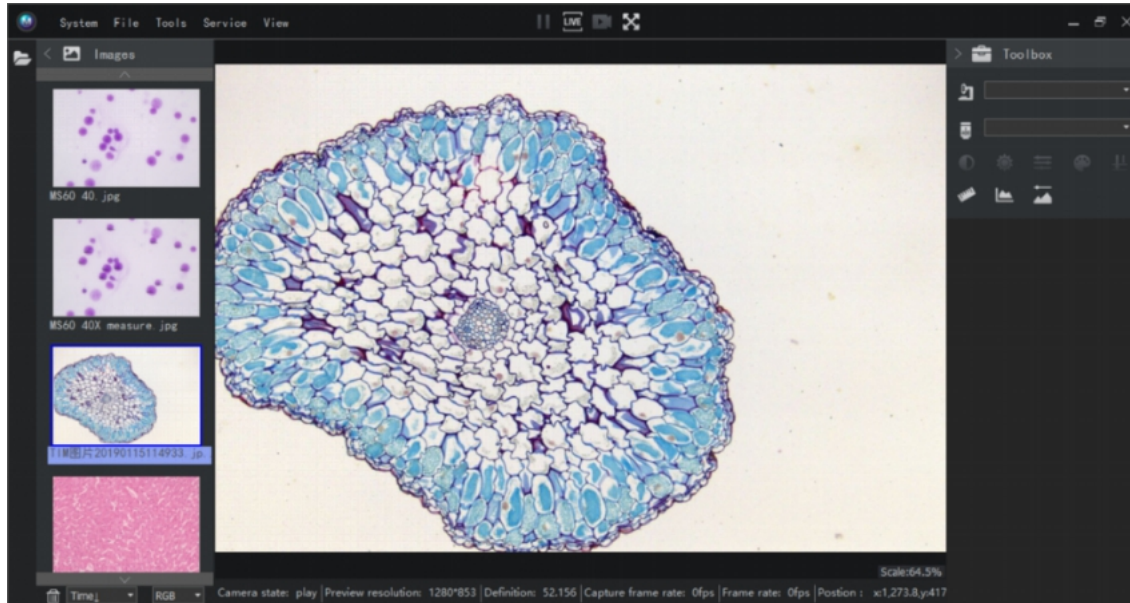 System File Tools Service View
LIVE
Images
Toolbox
MS60 40.jpg
MS60 40X measure.jpg
TIM图片20190115114933.jp.
Scale:64.5%
Time↓ RGB Camera state: play Preview resolution: 1280*853 Definition: 52.156 Capture frame rate: 0fps Frame rate: 0fps Postion : x:1,273.8,y:417